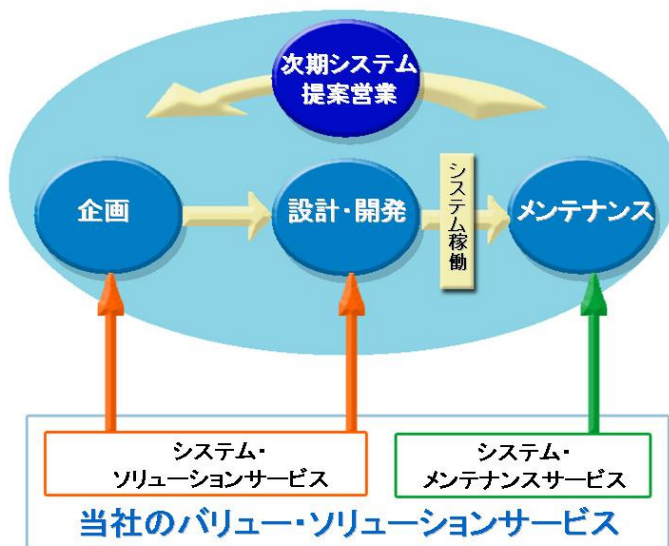 次期システム
提案営業
企画
設計・開発
システム稼働
メンテナンス
システム・
ソリューションサービス
システム・
メンテナンスサービス
当社のバリュー・ソリューションサービス